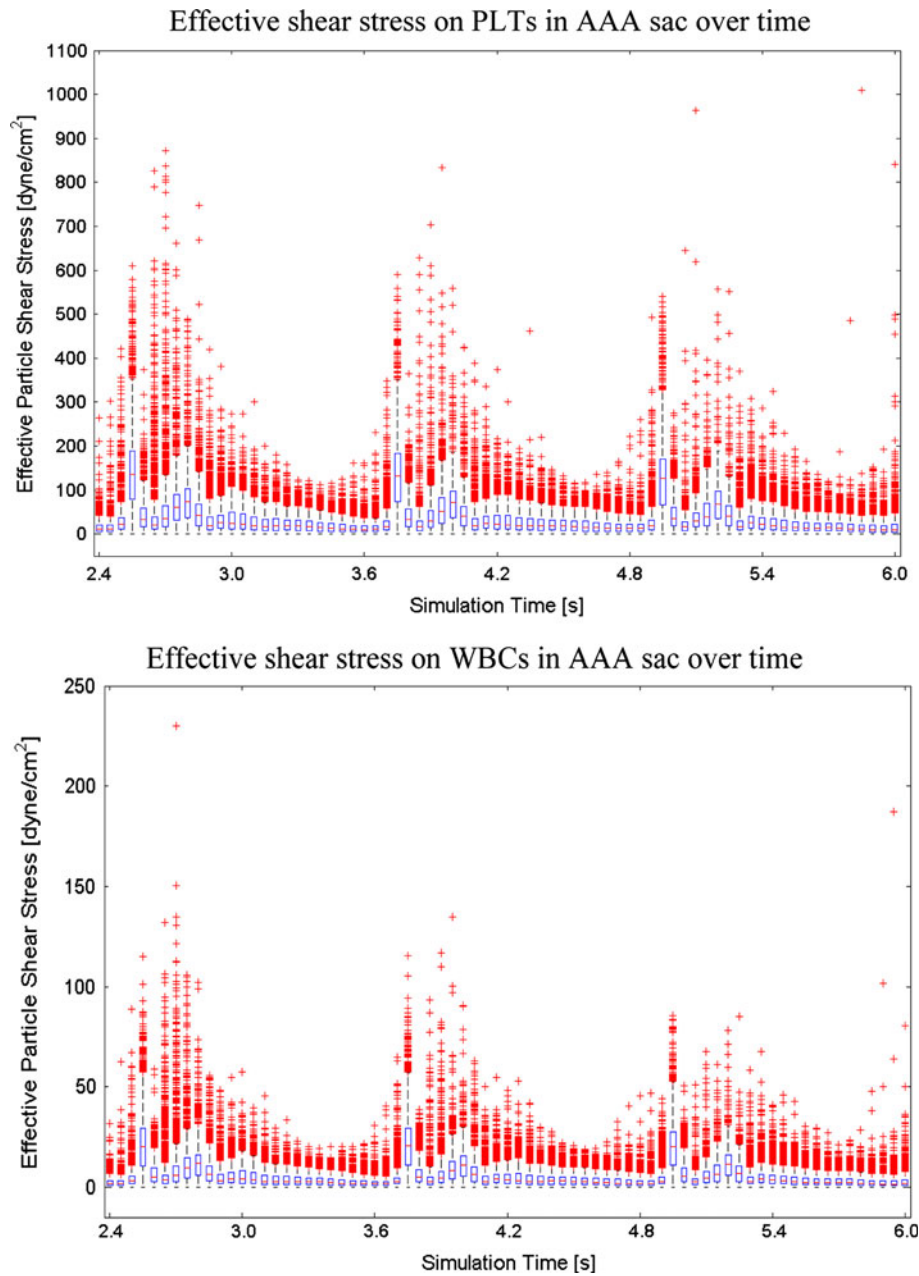 Effective shear stress on PLTs in AAA sac over time
Effective Particle Shear Stress [dyne/cm²]
1100
1000
900
800
700
600
500
400
300
200
100
0
2.4 3.0 3.6 4.2 4.8 5.4 6.0
Simulation Time [s]
Effective shear stress on WBCs in AAA sac over time
Effective Particle Shear Stress [dyne/cm²]
250
200
150
100
50
0
2.4 3.0 3.6 4.2 4.8 5.4 6.0
Simulation Time [s]